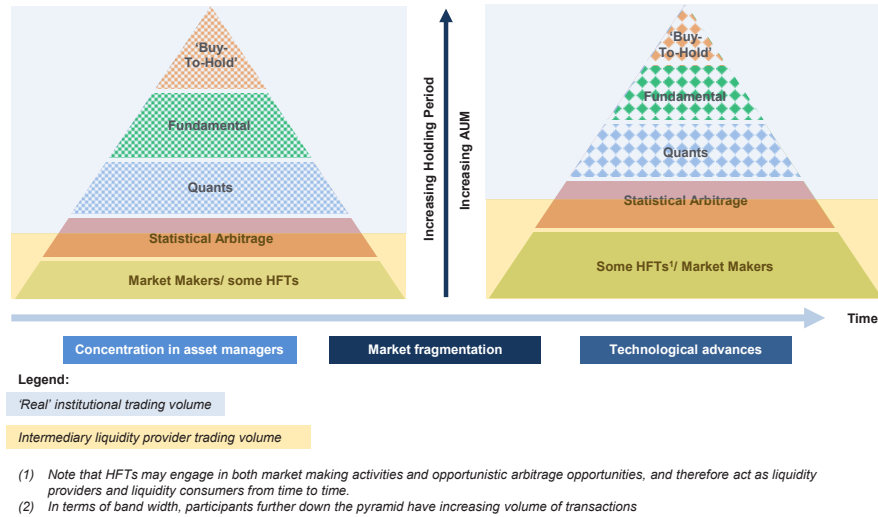 'Buy-
To-Hold'
Fundamental
Quants
Statistical Arbitrage
Market Makers/ some HFTs
Increasing Holding Period
Increasing AUM
'Buy-
To-Hold'
Fundamental
Quants
Statistical Arbitrage
Some HFTs¹/ Market Makers
Time
Concentration in asset managers
Market fragmentation
Technological advances
Legend:
'Real' institutional trading volume
Intermediary liquidity provider trading volume
(1) Note that HFTs may engage in both market making activities and opportunistic arbitrage opportunities, and therefore act as liquidity
providers and liquidity consumers from time to time.
(2) In terms of band width, participants further down the pyramid have increasing volume of transactions